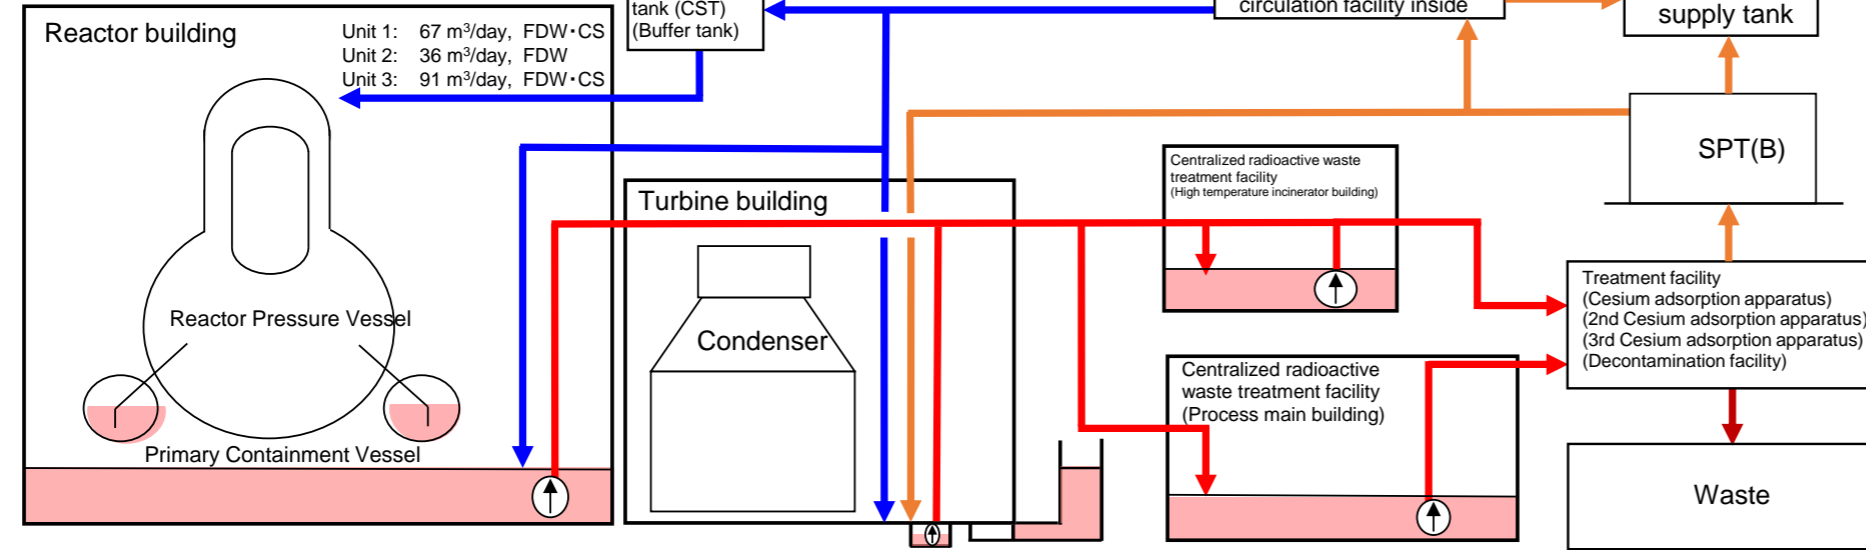 Reactor building
Unit 1: 67 m³/day, FDW・CS
Unit 2: 36 m³/day, FDW
Unit 3: 91 m³/day, FDW・CS
tank (CST)
(Buffer tank)
circulation facility inside
supply tank
SPT(B)
Centralized radioactive waste
treatment facility
(High temperature incinerator building)
Turbine building
Treatment facility
(Cesium adsorption apparatus)
(2nd Cesium adsorption apparatus)
(3rd Cesium adsorption apparatus)
(Decontamination facility)
Reactor Pressure Vessel
Condenser
Centralized radioactive
waste treatment facility
(Process main building)
Primary Containment Vessel
Waste